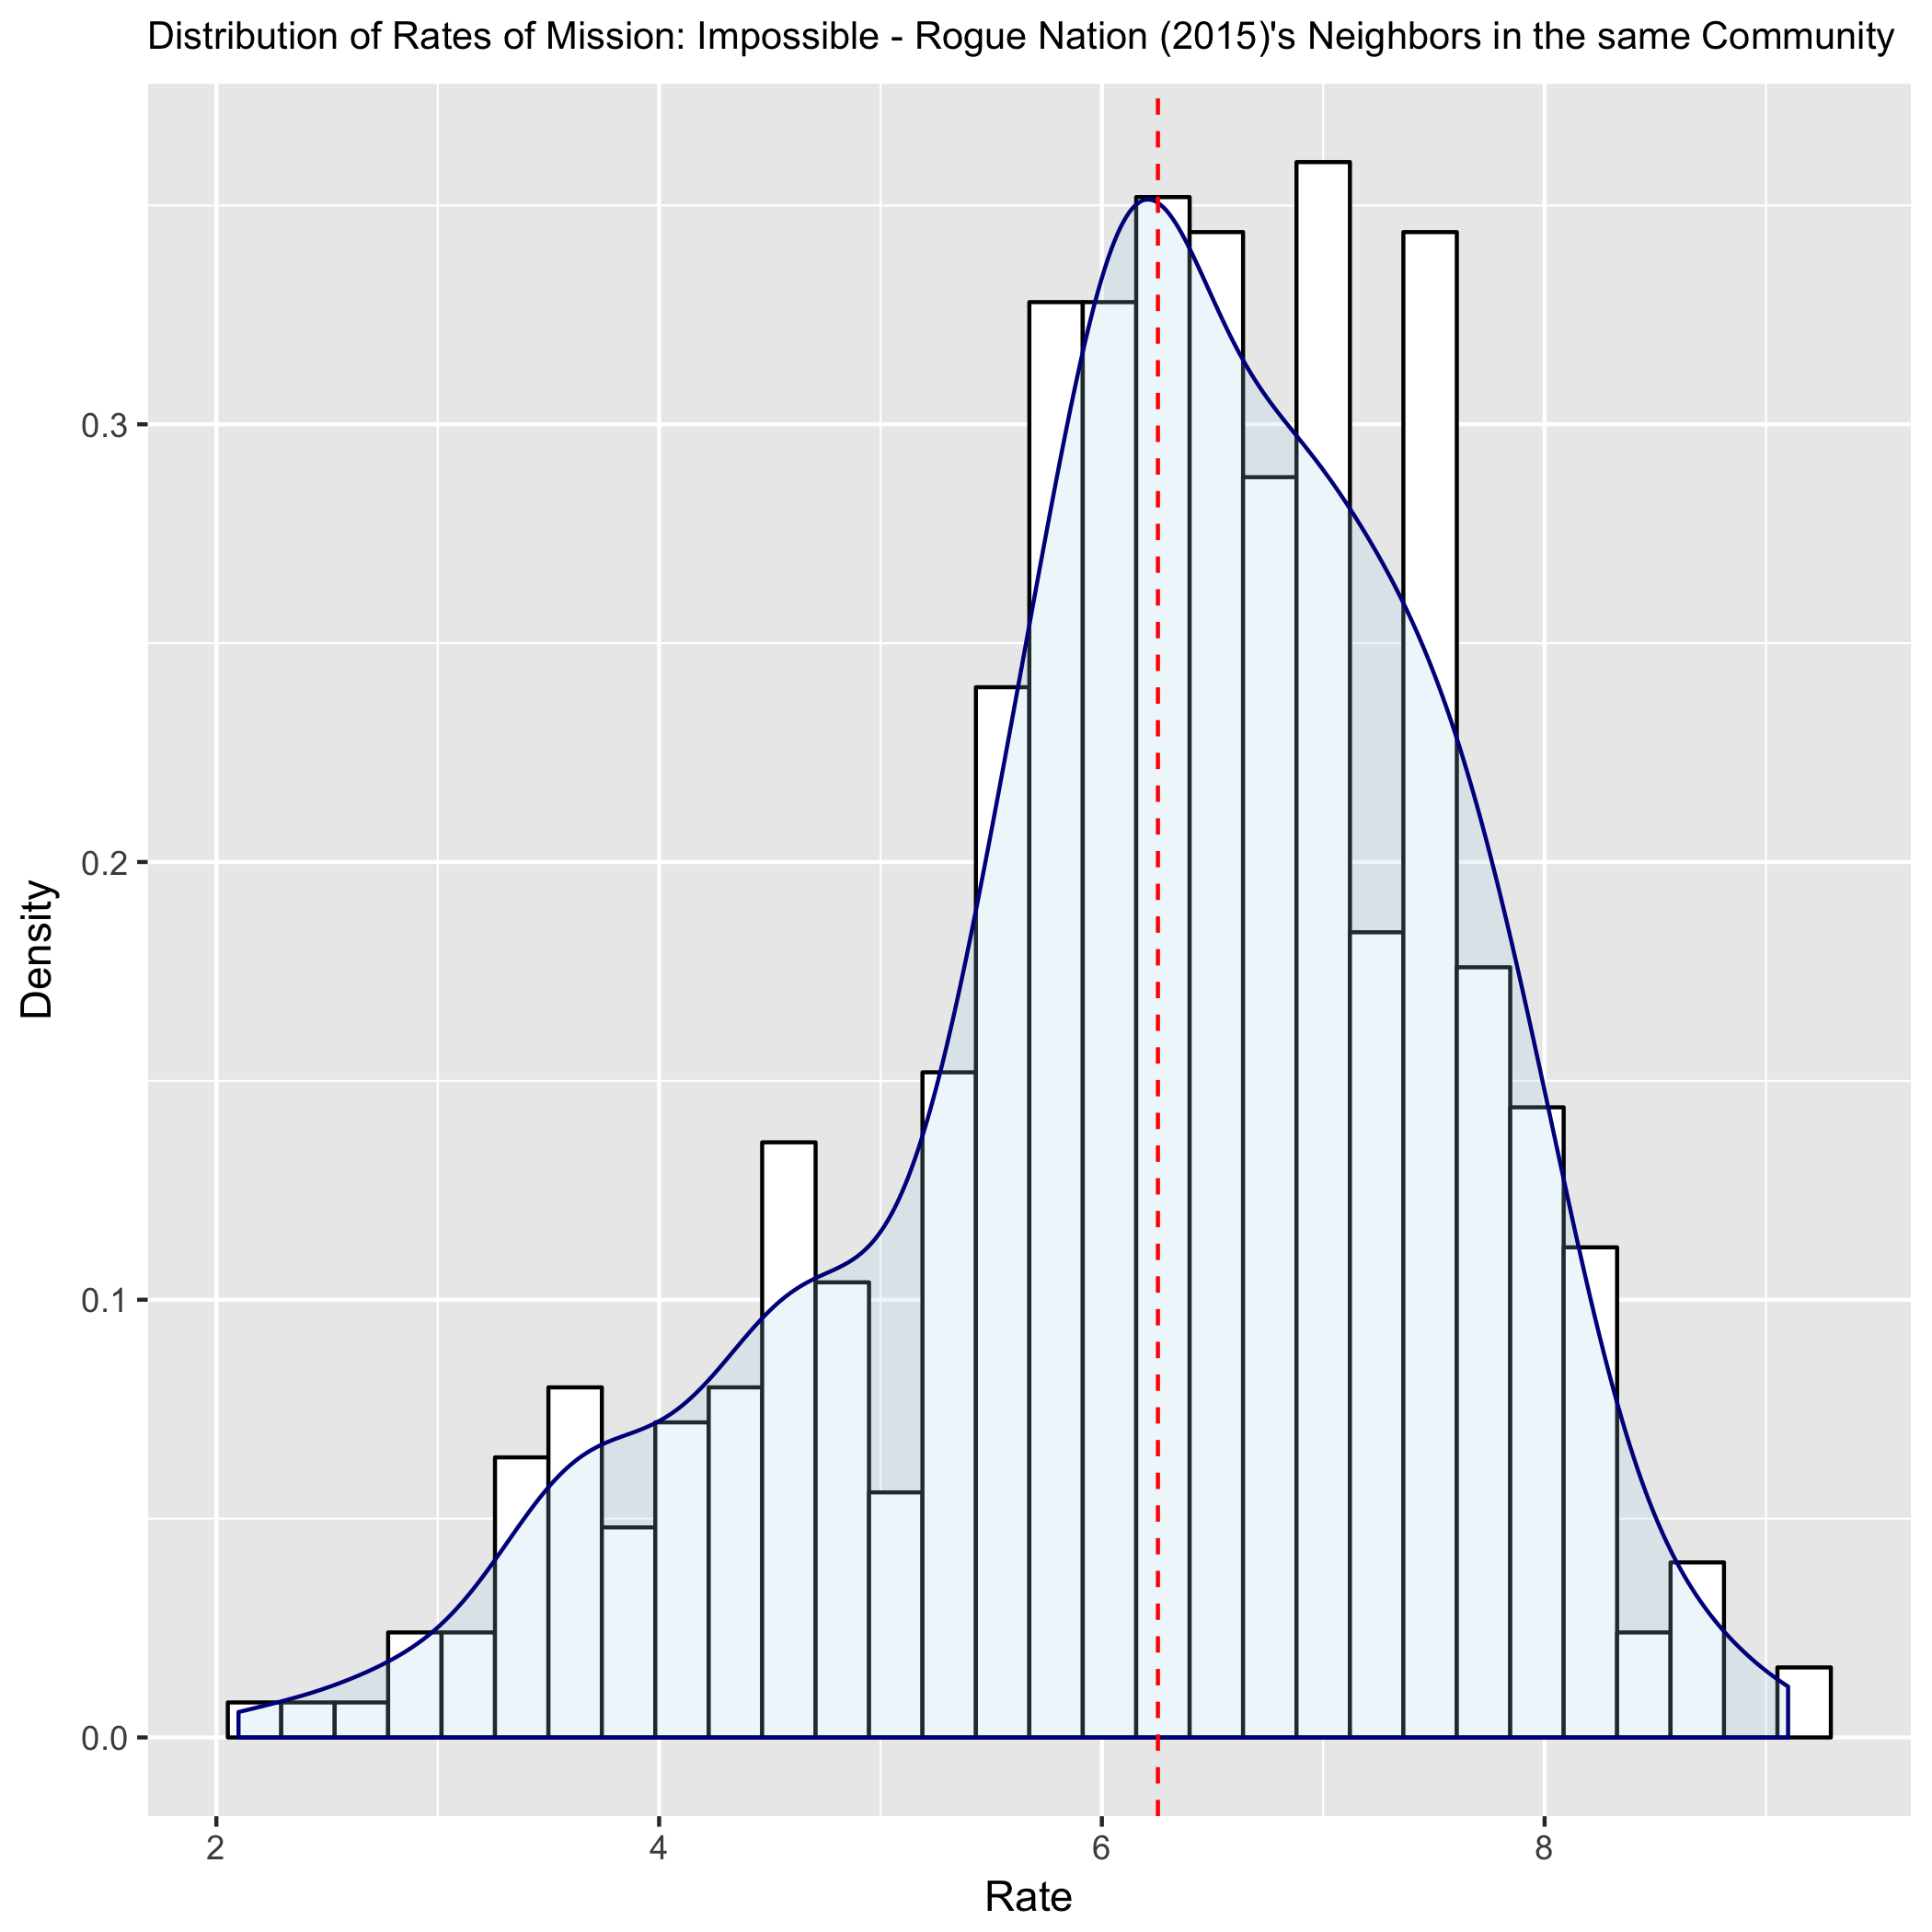 Distribution of Rates of Mission: Impossible - Rogue Nation (2015)'s Neighbors in the same Community
0.3
0.2
0.1
0.0
Density
2 4 6 8
Rate